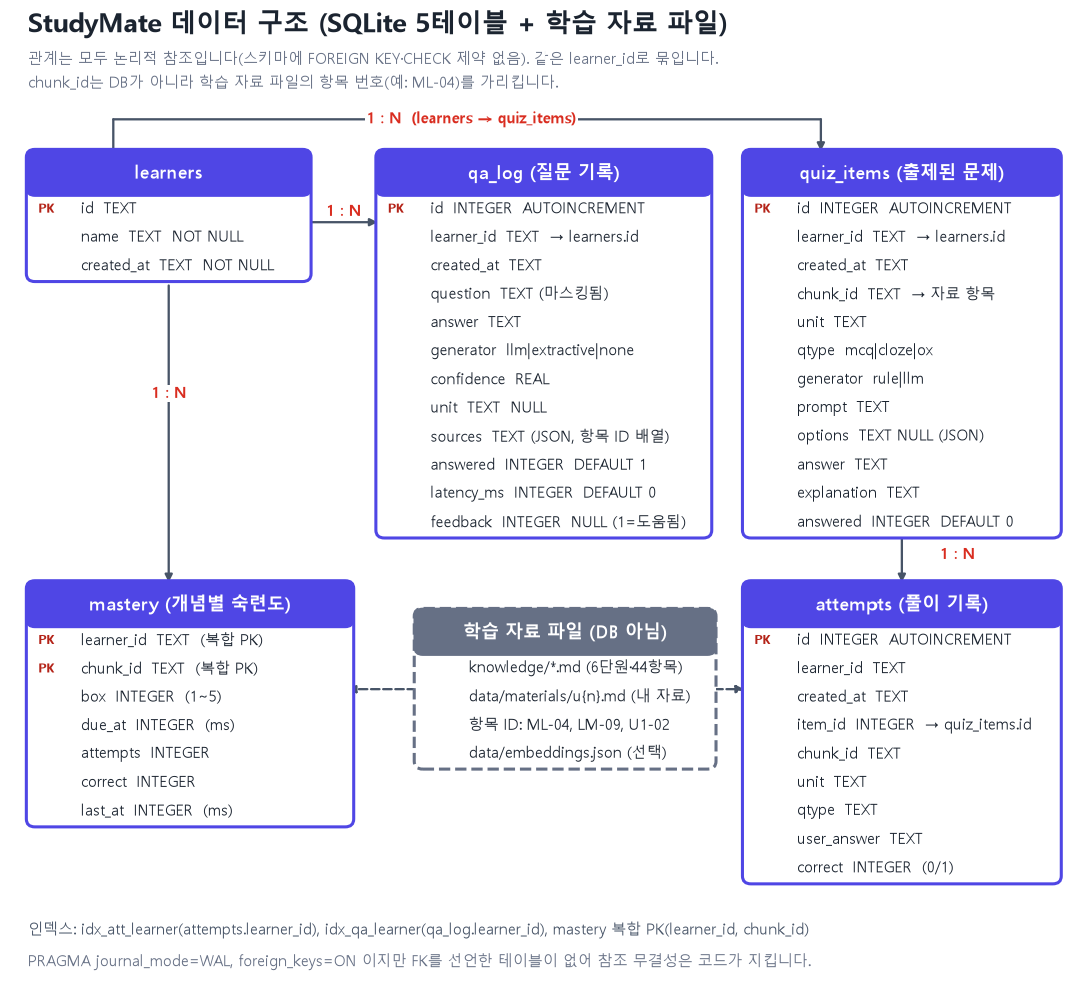 StudyMate 데이터 구조 (SQLite 5테이블 + 학습 자료 파일)
관계는 모두 논리적 참조입니다(스키마에 FOREIGN KEY·CHECK 제약 없음). 같은 learner_id로 묶입니다.
chunk_id는 DB가 아니라 학습 자료 파일의 항목 번호(예: ML-04)를 가리킵니다.
1 : N (learners → quiz_items)
learners
PK id TEXT
name TEXT NOT NULL
created_at TEXT NOT NULL
1 : N
qa_log (질문 기록)
PK id INTEGER AUTOINCREMENT
learner_id TEXT → learners.id
created_at TEXT
question TEXT (마스킹됨)
answer TEXT
generator llm|extractive|none
confidence REAL
unit TEXT NULL
sources TEXT (JSON, 항목 ID 배열)
answered INTEGER DEFAULT 1
latency_ms INTEGER DEFAULT 0
feedback INTEGER NULL (1=도움됨)
quiz_items (출제된 문제)
PK id INTEGER AUTOINCREMENT
learner_id TEXT → learners.id
created_at TEXT
chunk_id TEXT → 자료 항목
unit TEXT
qtype mcq|cloze|ox
generator rule|llm
prompt TEXT
options TEXT NULL (JSON)
answer TEXT
explanation TEXT
answered INTEGER DEFAULT 0
1 : N
1 : N
mastery (개념별 숙련도)
PK learner_id TEXT (복합 PK)
PK chunk_id TEXT (복합 PK)
box INTEGER (1~5)
due_at INTEGER (ms)
attempts INTEGER
correct INTEGER
last_at INTEGER (ms)
학습 자료 파일 (DB 아님)
knowledge/*.md (6단원·44항목)
data/materials/u{n}.md (내 자료)
항목 ID: ML-04, LM-09, U1-02
data/embeddings.json (선택)
attempts (풀이 기록)
PK id INTEGER AUTOINCREMENT
learner_id TEXT
created_at TEXT
item_id INTEGER → quiz_items.id
chunk_id TEXT
unit TEXT
qtype TEXT
user_answer TEXT
correct INTEGER (0/1)
인덱스: idx_att_learner(attempts.learner_id), idx_qa_learner(qa_log.learner_id), mastery 복합 PK(learner_id, chunk_id)
PRAGMA journal_mode=WAL, foreign_keys=ON 이지만 FK를 선언한 테이블이 없어 참조 무결성은 코드가 지킵니다.